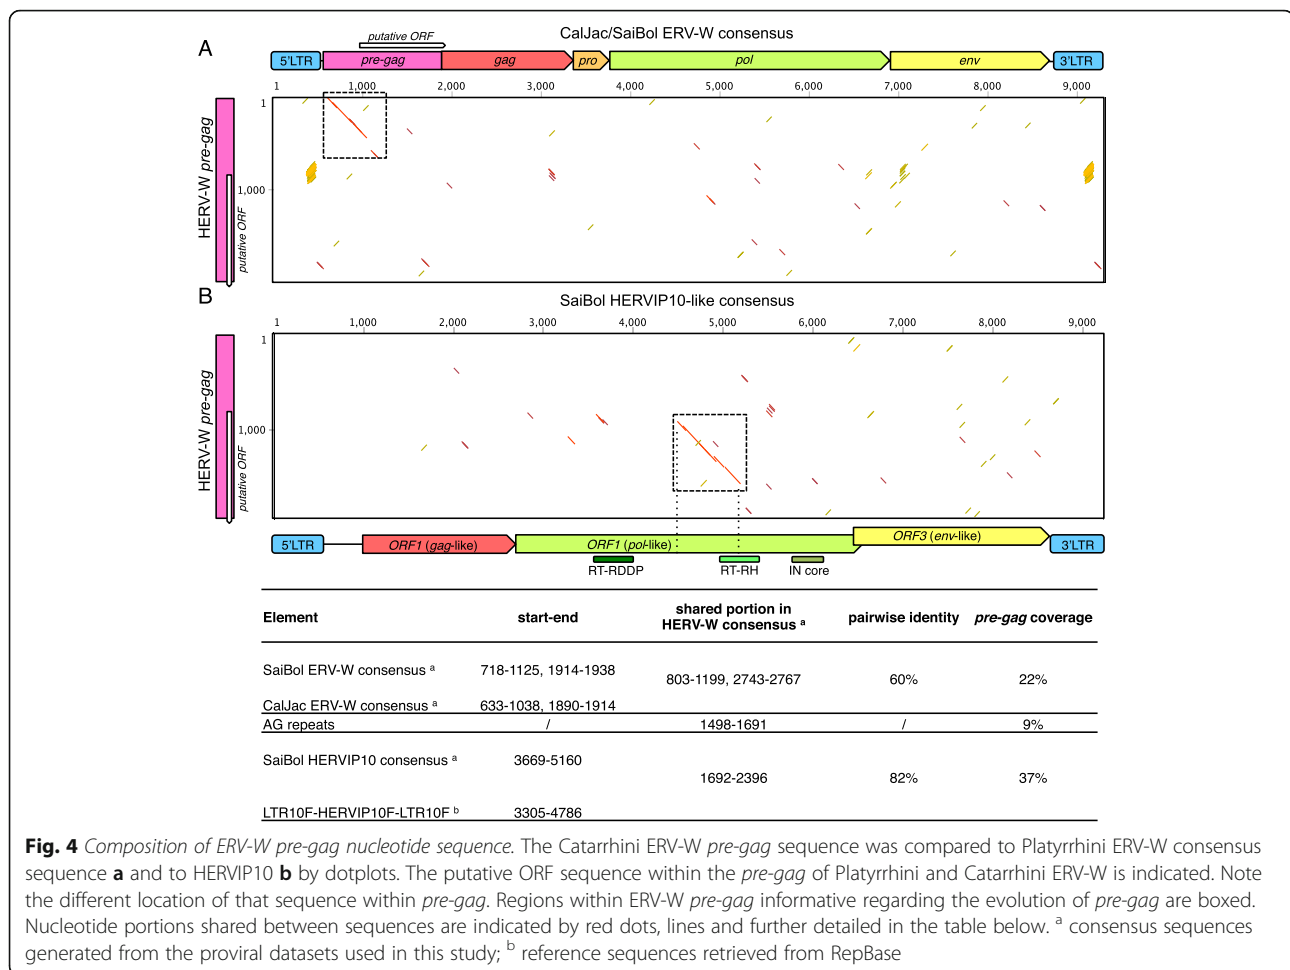 A
putative ORF
CalJac/SaiBol ERV-W consensus
5'LTR pre-gag gag pro pol env 3'LTR
1 1,000 2,000 3,000 4,000 5,000 6,000 7,000 8,000 9,000
1
1,000
HERV-W pre-gag
putative ORF
B
SaiBol HERVIP10-like consensus
1 1,000 2,000 3,000 4,000 5,000 6,000 7,000 8,000 9,000
1
1,000
HERV-W pre-gag
putative ORF
5'LTR ORF1 (gag-like) ORF1 (pol-like) ORF3 (env-like) 3'LTR
RT-RDDP RT-RH IN core
Element start-end shared portion in HERV-W consensus a pairwise identity pre-gag coverage
SaiBol ERV-W consensus a 718-1125, 1914-1938
803-1199, 2743-2767 60% 22%
CalJac ERV-W consensus a 633-1038, 1890-1914
AG repeats / 1498-1691 / 9%
SaiBol HERVIP10 consensus a 3669-5160
1692-2396 82% 37%
LTR10F-HERVIP10F-LTR10F b 3305-4786
Fig. 4 Composition of ERV-W pre-gag nucleotide sequence. The Catarrhini ERV-W pre-gag sequence was compared to Platyrrhini ERV-W consensus
sequence a and to HERVIP10 b by dotplots. The putative ORF sequence within the pre-gag of Platyrrhini and Catarrhini ERV-W is indicated. Note
the different location of that sequence within pre-gag. Regions within ERV-W pre-gag informative regarding the evolution of pre-gag are boxed.
Nucleotide portions shared between sequences are indicated by red dots, lines and further detailed in the table below. a consensus sequences
generated from the proviral datasets used in this study; b reference sequences retrieved from RepBase